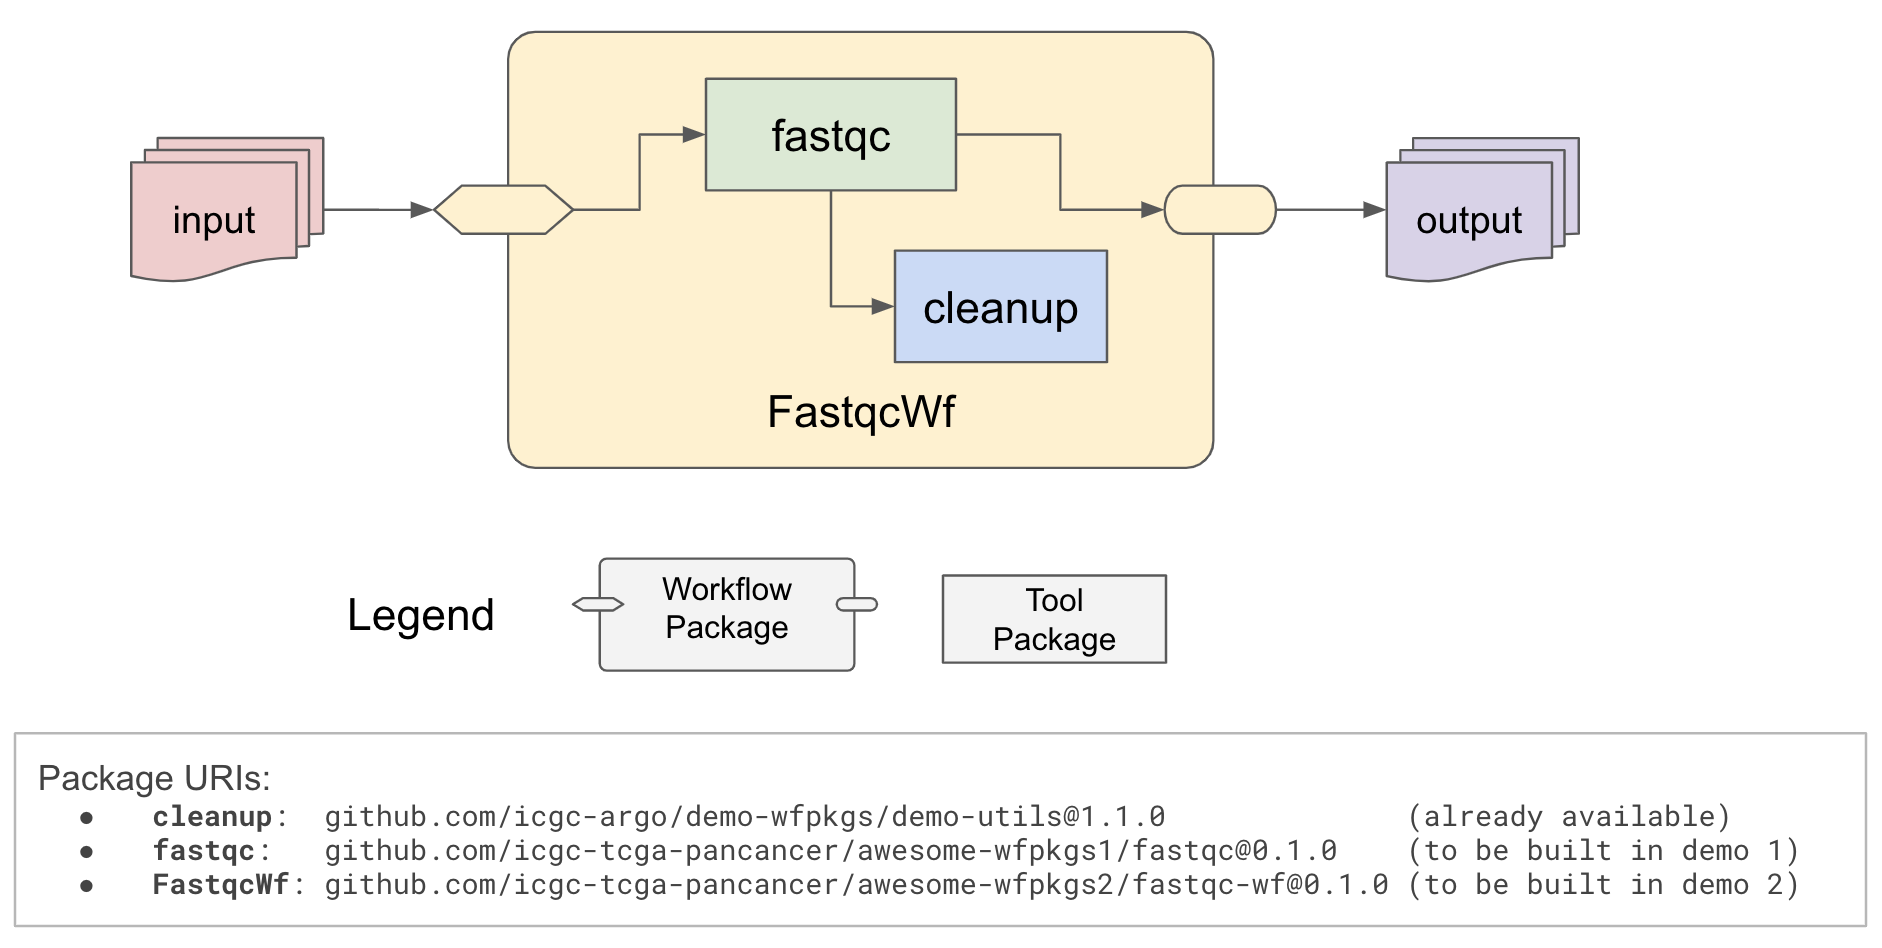 fastqc
input
output
cleanup
FastqcWf
Legend
Workflow
Package
Tool
Package
Package URIs:
● cleanup: github.com/icgc-argo/demo-wfpkgs/demo-utils@1.1.0 (already available)
● fastqc: github.com/icgc-tcga-pancancer/awesome-wfpkgs1/fastqc@0.1.0 (to be built in demo 1)
● FastqcWf: github.com/icgc-tcga-pancancer/awesome-wfpkgs2/fastqc-wf@0.1.0 (to be built in demo 2)